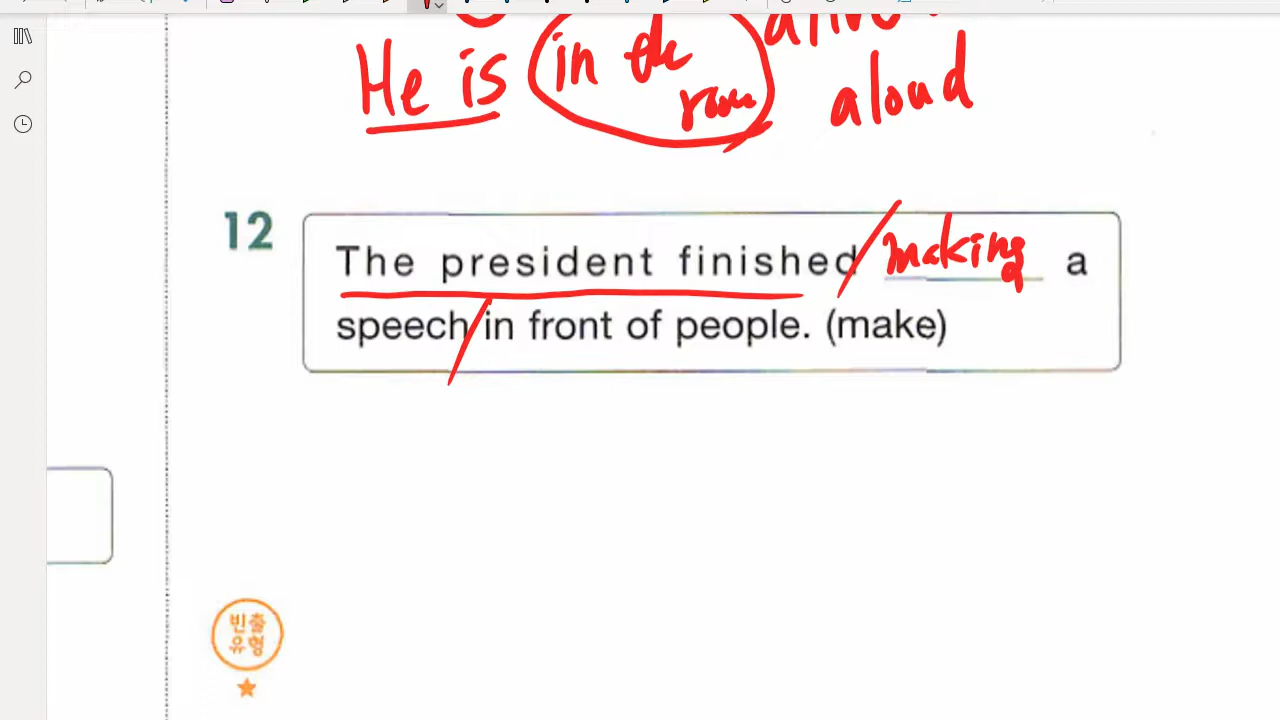 He is in the room aloud
12
The president finished making a
speech in front of people. (make)
빈출
유형